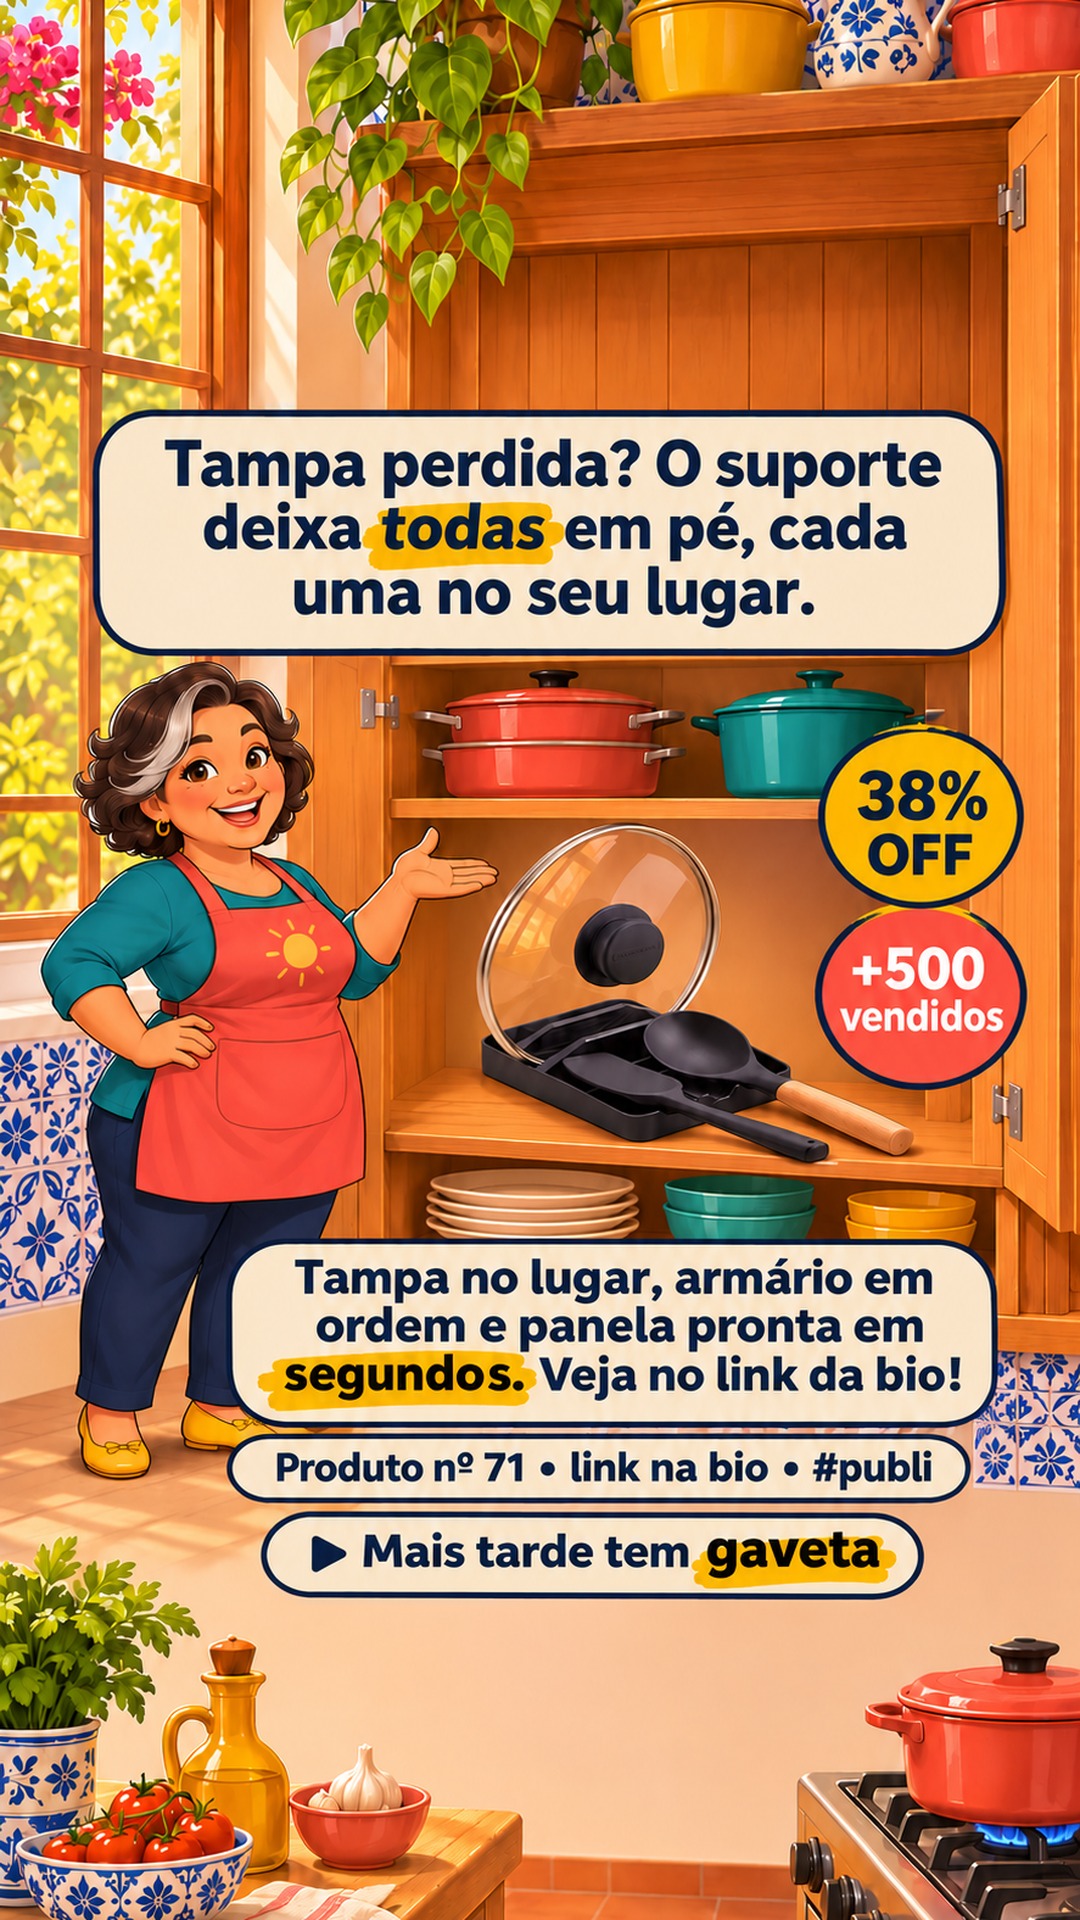 Tampa perdida? O suporte
deixa todas em pé, cada
uma no seu lugar.
38%
OFF
+500
vendidos
Tampa no lugar, armário em
ordem e panela pronta em
segundos. Veja no link da bio!
Produto nº 71 • link na bio • #publi
▶ Mais tarde tem gaveta